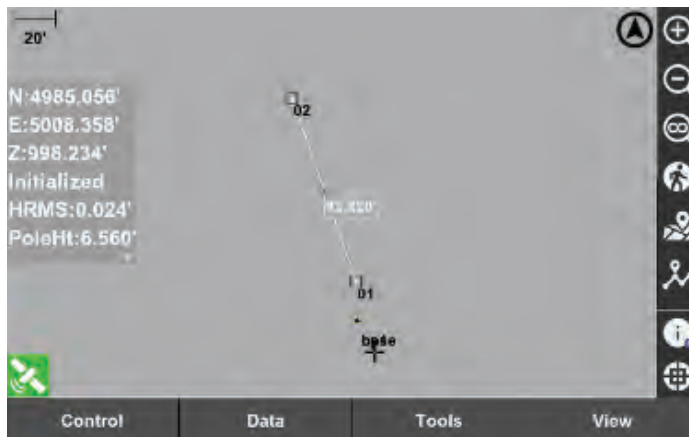 20'
N:4985.056'
E:5008.358'
Z:998.234'
Initialized
HRMS:0.024'
PoleHt:6.560'
02
01
base
Control
Data
Tools
View